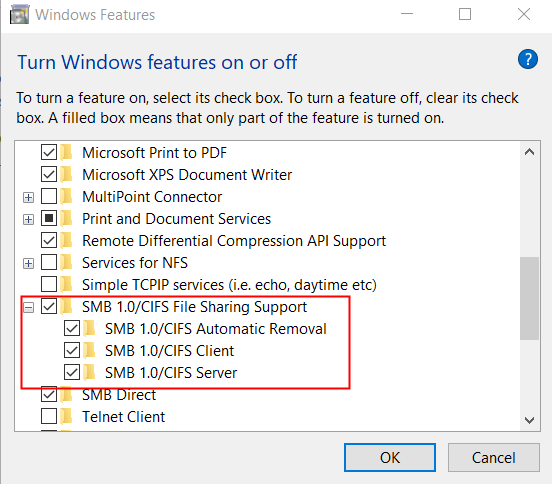 Windows Features
Turn Windows features on or off
?
To turn a feature on, select its check box. To turn a feature off, clear its check
box. A filled box means that only part of the feature is turned on.
Microsoft Print to PDF
Microsoft XPS Document Writer
MultiPoint Connector
Print and Document Services
Remote Differential Compression API Support
Services for NFS
Simple TCPIP services (i.e. echo, daytime etc)
SMB 1.0/CIFS File Sharing Support
SMB 1.0/CIFS Automatic Removal
SMB 1.0/CIFS Client
SMB 1.0/CIFS Server
SMB Direct
Telnet Client
OK
Cancel